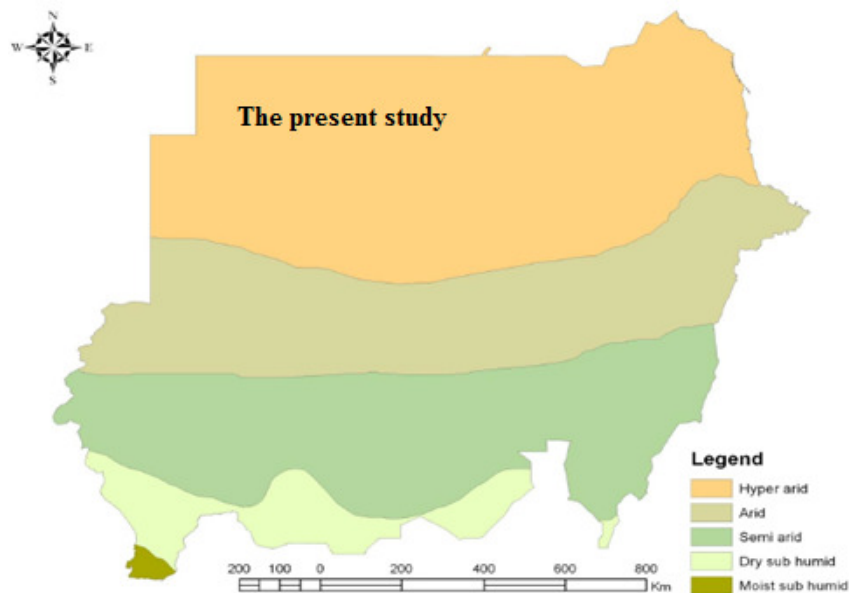 N
W E
S
The present study
Legend
Hyper arid
Arid
Semi arid
Dry sub humid
Moist sub humid
200 100 0 200 400 600 800
Km